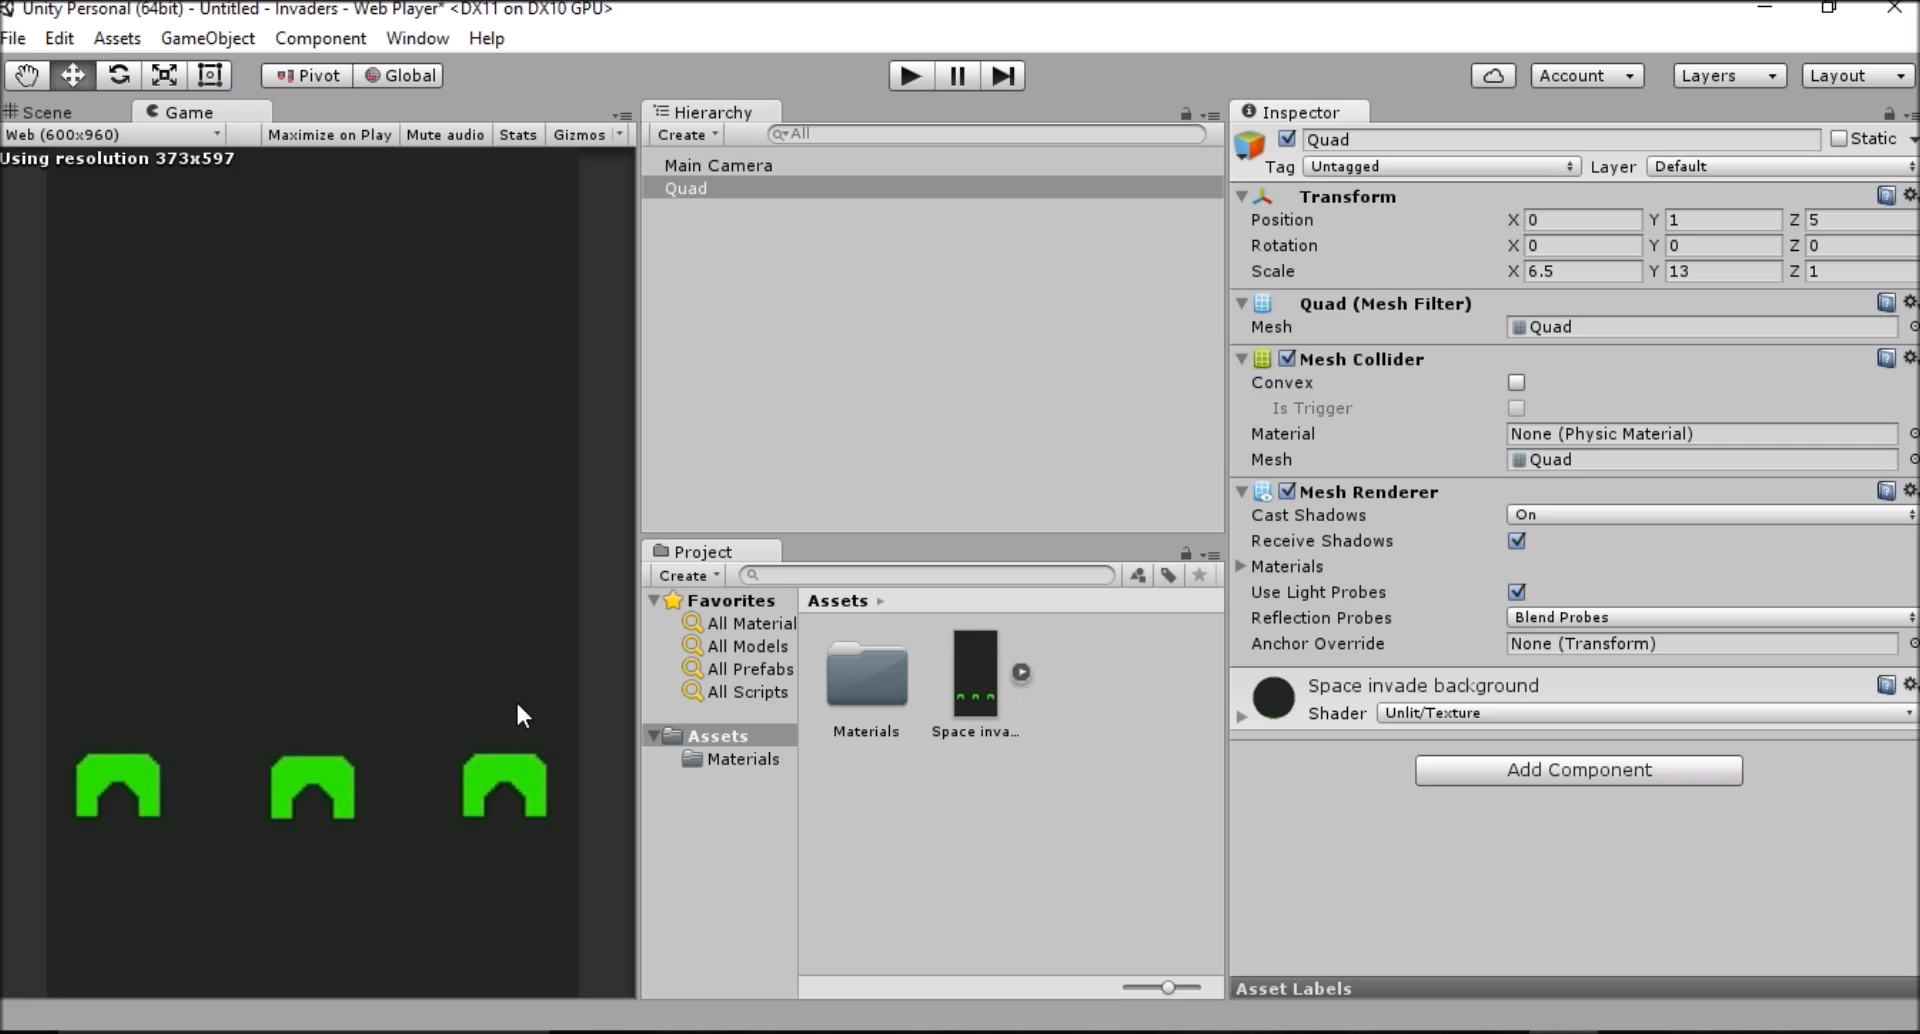 Unity Personal (64bit) - Untitled - Invaders - Web Player* <DX11 on DX10 GPU>
File Edit Assets GameObject Component Window Help
Pivot Global Account Layers Layout
Scene Game
Web (600x960) Maximize on Play Mute audio Stats Gizmos
Using resolution 373x597
Hierarchy
Create All
Main Camera
Quad
Project
Create
Favorites
All Material
All Models
All Prefabs
All Scripts
Assets
Materials
Assets
Materials Space inva...
Inspector
Quad Static
Tag Untagged Layer Default
Transform
Position X 0 Y 1 Z 5
Rotation X 0 Y 0 Z 0
Scale X 6.5 Y 13 Z 1
Quad (Mesh Filter)
Mesh Quad
Mesh Collider
Convex
Is Trigger
Material None (Physic Material)
Mesh Quad
Mesh Renderer
Cast Shadows On
Receive Shadows
Materials
Use Light Probes
Reflection Probes Blend Probes
Anchor Override None (Transform)
Space invade background
Shader Unlit/Texture
Add Component
Asset Labels